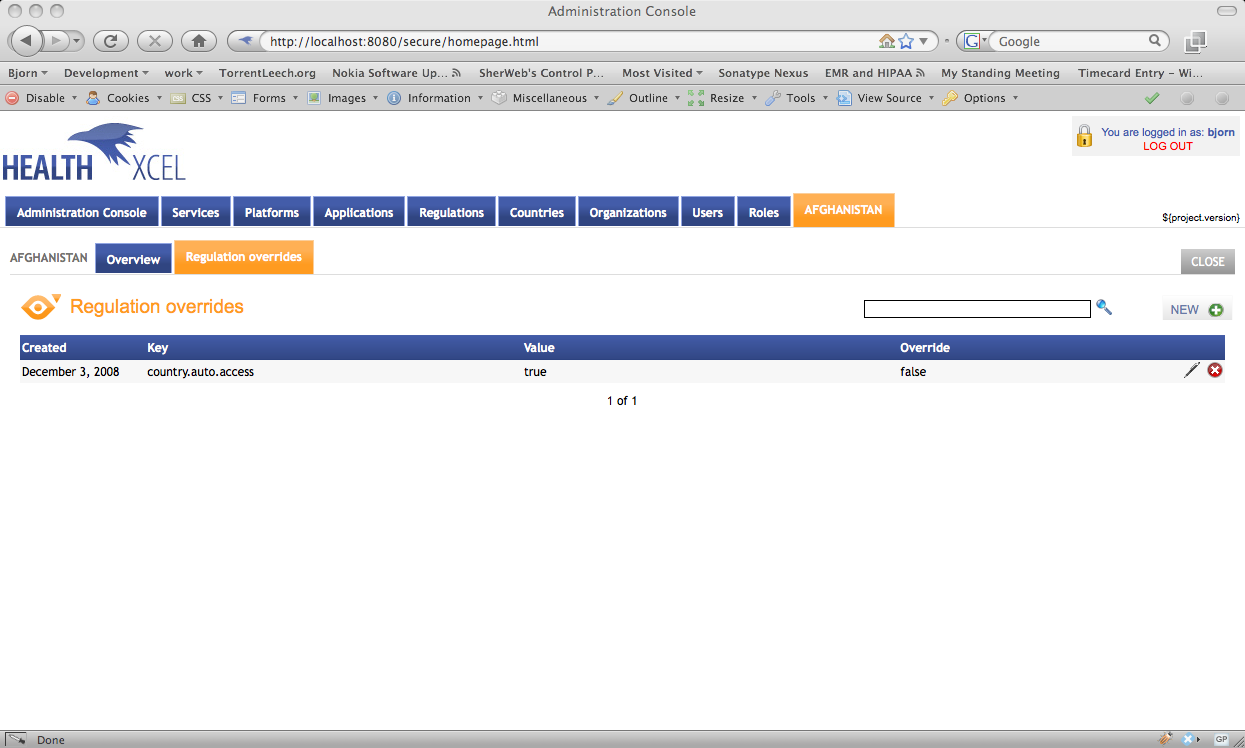 Administration Console
http://localhost:8080/secure/homepage.html
Google
Bjorn Development work TorrentLeech.org Nokia Software Up... SherWeb's Control P... Most Visited Sonatype Nexus EMR and HIPAA My Standing Meeting Timecard Entry – Wi...
Disable Cookies CSS Forms Images Information Miscellaneous Outline Resize Tools View Source Options
HEALTH XCEL
You are logged in as: bjorn
LOG OUT
Administration Console Services Platforms Applications Regulations Countries Organizations Users Roles AFGHANISTAN
${project.version}
AFGHANISTAN Overview Regulation overrides
CLOSE
Regulation overrides
NEW
Created Key Value Override
December 3, 2008 country.auto.access true false
1 of 1
Done
GP